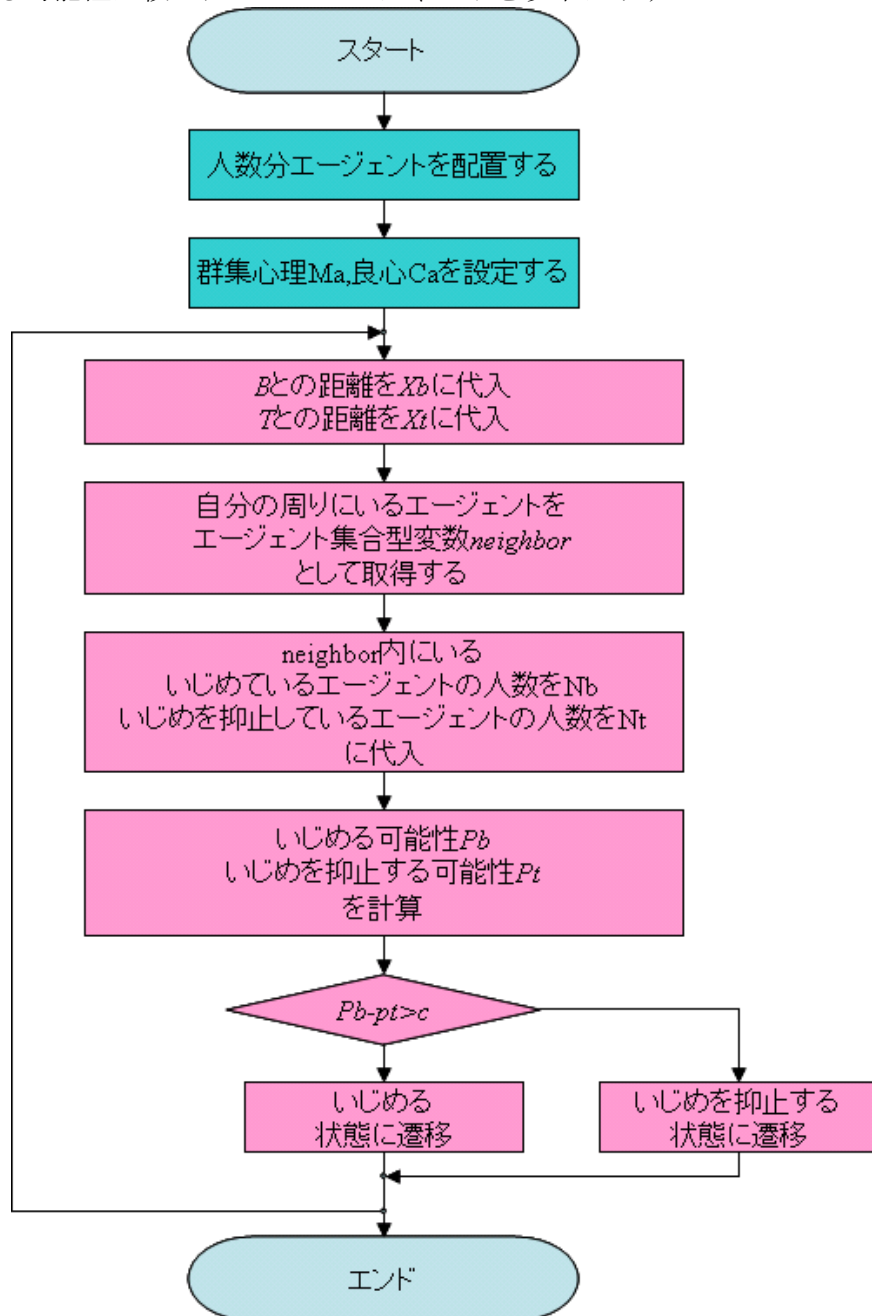 スタート
人数分エージェントを配置する
群集心理Ma,良心Caを設定する
Bとの距離をXbに代入
Tとの距離をXtに代入
自分の周りにいるエージェントを
エージェント集合型変数neighbor
として取得する
neighbor内にいる
いじめているエージェントの人数をNb
いじめを抑止しているエージェントの人数をNt
に代入
いじめる可能性Pb
いじめを抑止する可能性Pt
を計算
Pb-pt>c
いじめる
状態に遷移
いじめを抑止する
状態に遷移
エンド